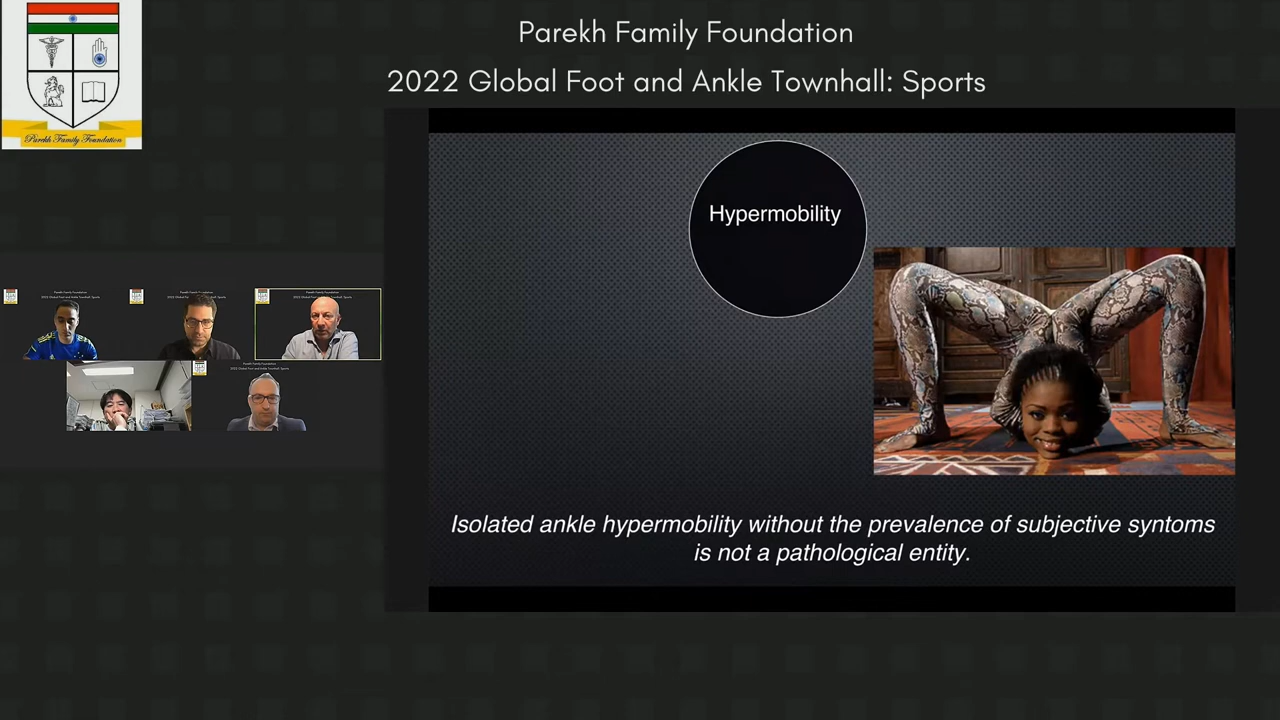 Parekh Family Foundation
2022 Global Foot and Ankle Townhall: Sports
Parekh Family Foundation
Hypermobility
Isolated ankle hypermobility without the prevalence of subjective syntoms
is not a pathological entity.